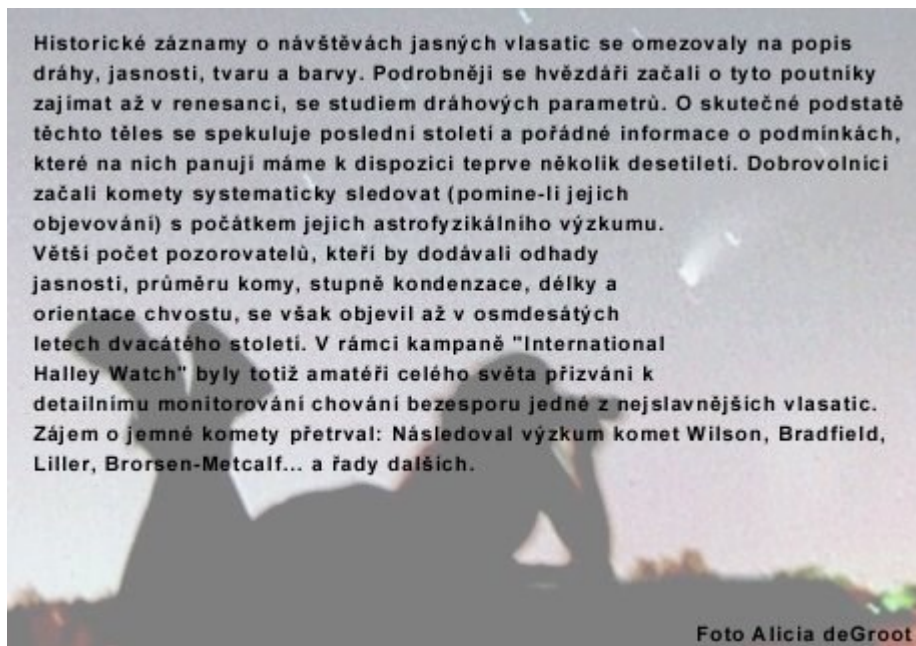 Historické záznamy o návštěvách jasných vlasatic se omezovaly na popis
dráhy, jasnosti, tvaru a barvy. Podrobněji se hvězdáři začali o tyto poutníky
zajímat až v renesanci, se studiem dráhových parametrů. O skutečné podstatě
těchto těles se spekuluje poslední století a pořádné informace o podmínkách,
které na nich panují máme k dispozici teprve několik desetiletí. Dobrovolníci
začali komety systematicky sledovat (pomine-li jejich
objevování) s počátkem jejich astrofyzikálního výzkumu.
Větší počet pozorovatelů, kteří by dodávali odhady
jasnosti, průměru komy, stupně kondenzace, délky a
orientace chvostu, se však objevil až v osmdesátých
letech dvacátého století. V rámci kampaně "International
Halley Watch" byly totiž amatéři celého světa přizváni k
detailnímu monitorování chování bezesporu jedné z nejslavnějších vlasatic.
Zájem o jemné komety přetrval: Následoval výzkum komet Wilson, Bradfield,
Liller, Brorsen-Metcalf... a řady dalších.
Foto Alicia deGroot